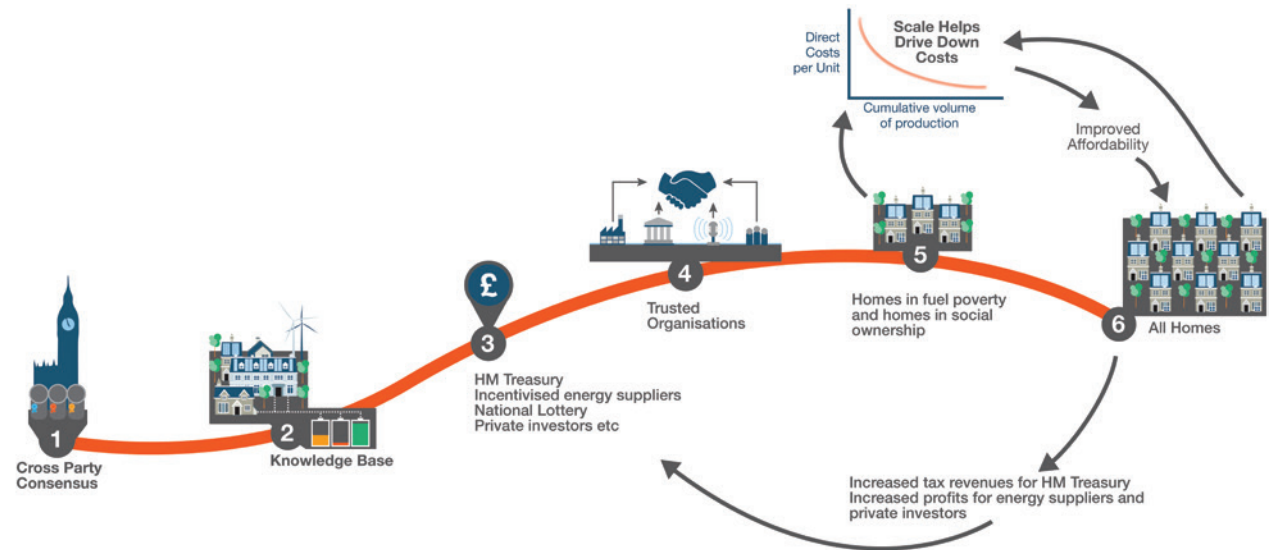 1
Cross Party
Consensus
2
Knowledge Base
£
3
HM Treasury
Incentivised energy suppliers
National Lottery
Private investors etc
4
Trusted
Organisations
5
Homes in fuel poverty
and homes in social
ownership
Direct
Costs
per Unit
Scale Helps
Drive Down
Costs
Cumulative volume
of production
Improved
Affordability
6
All Homes
Increased tax revenues for HM Treasury
Increased profits for energy suppliers and
private investors